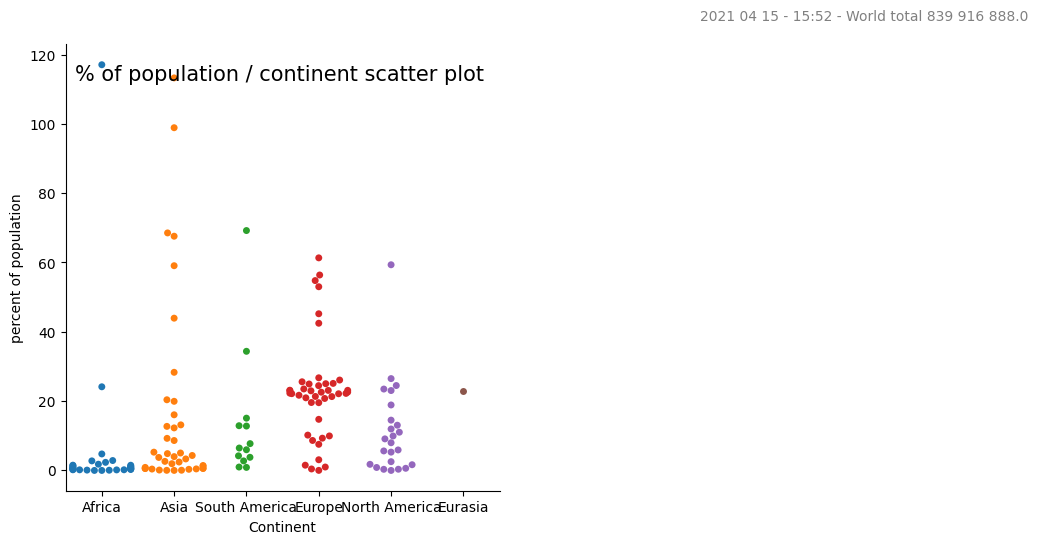 2021 04 15 - 15:52 - World total 839 916 888.0
% of population / continent scatter plot
120
100
80
60
40
20
0
percent of population
Africa Asia South America Europe North America Eurasia
Continent